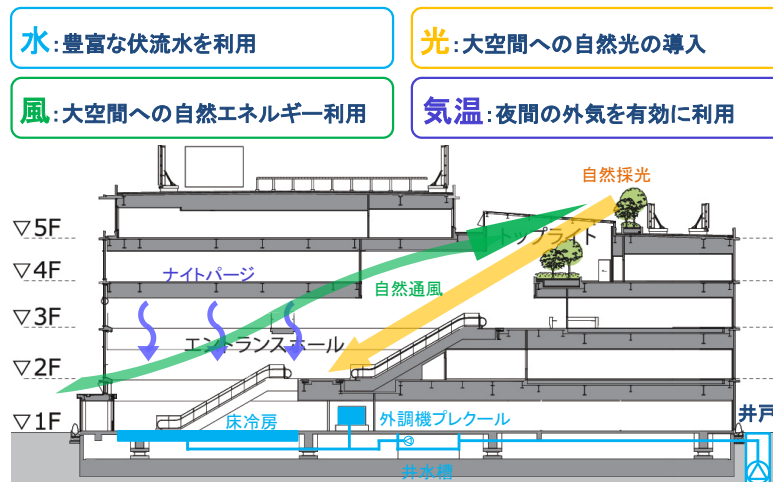 水:豊富な伏流水を利用
光:大空間への自然光の導入
風:大空間への自然エネルギー利用
気温:夜間の外気を有効に利用
自然採光
▽5F
トップライト
▽4F
ナイトパージ
自然通風
▽3F
エントランスホール
▽2F
▽1F
床冷房
外調機プレクール
井戸
井水槽